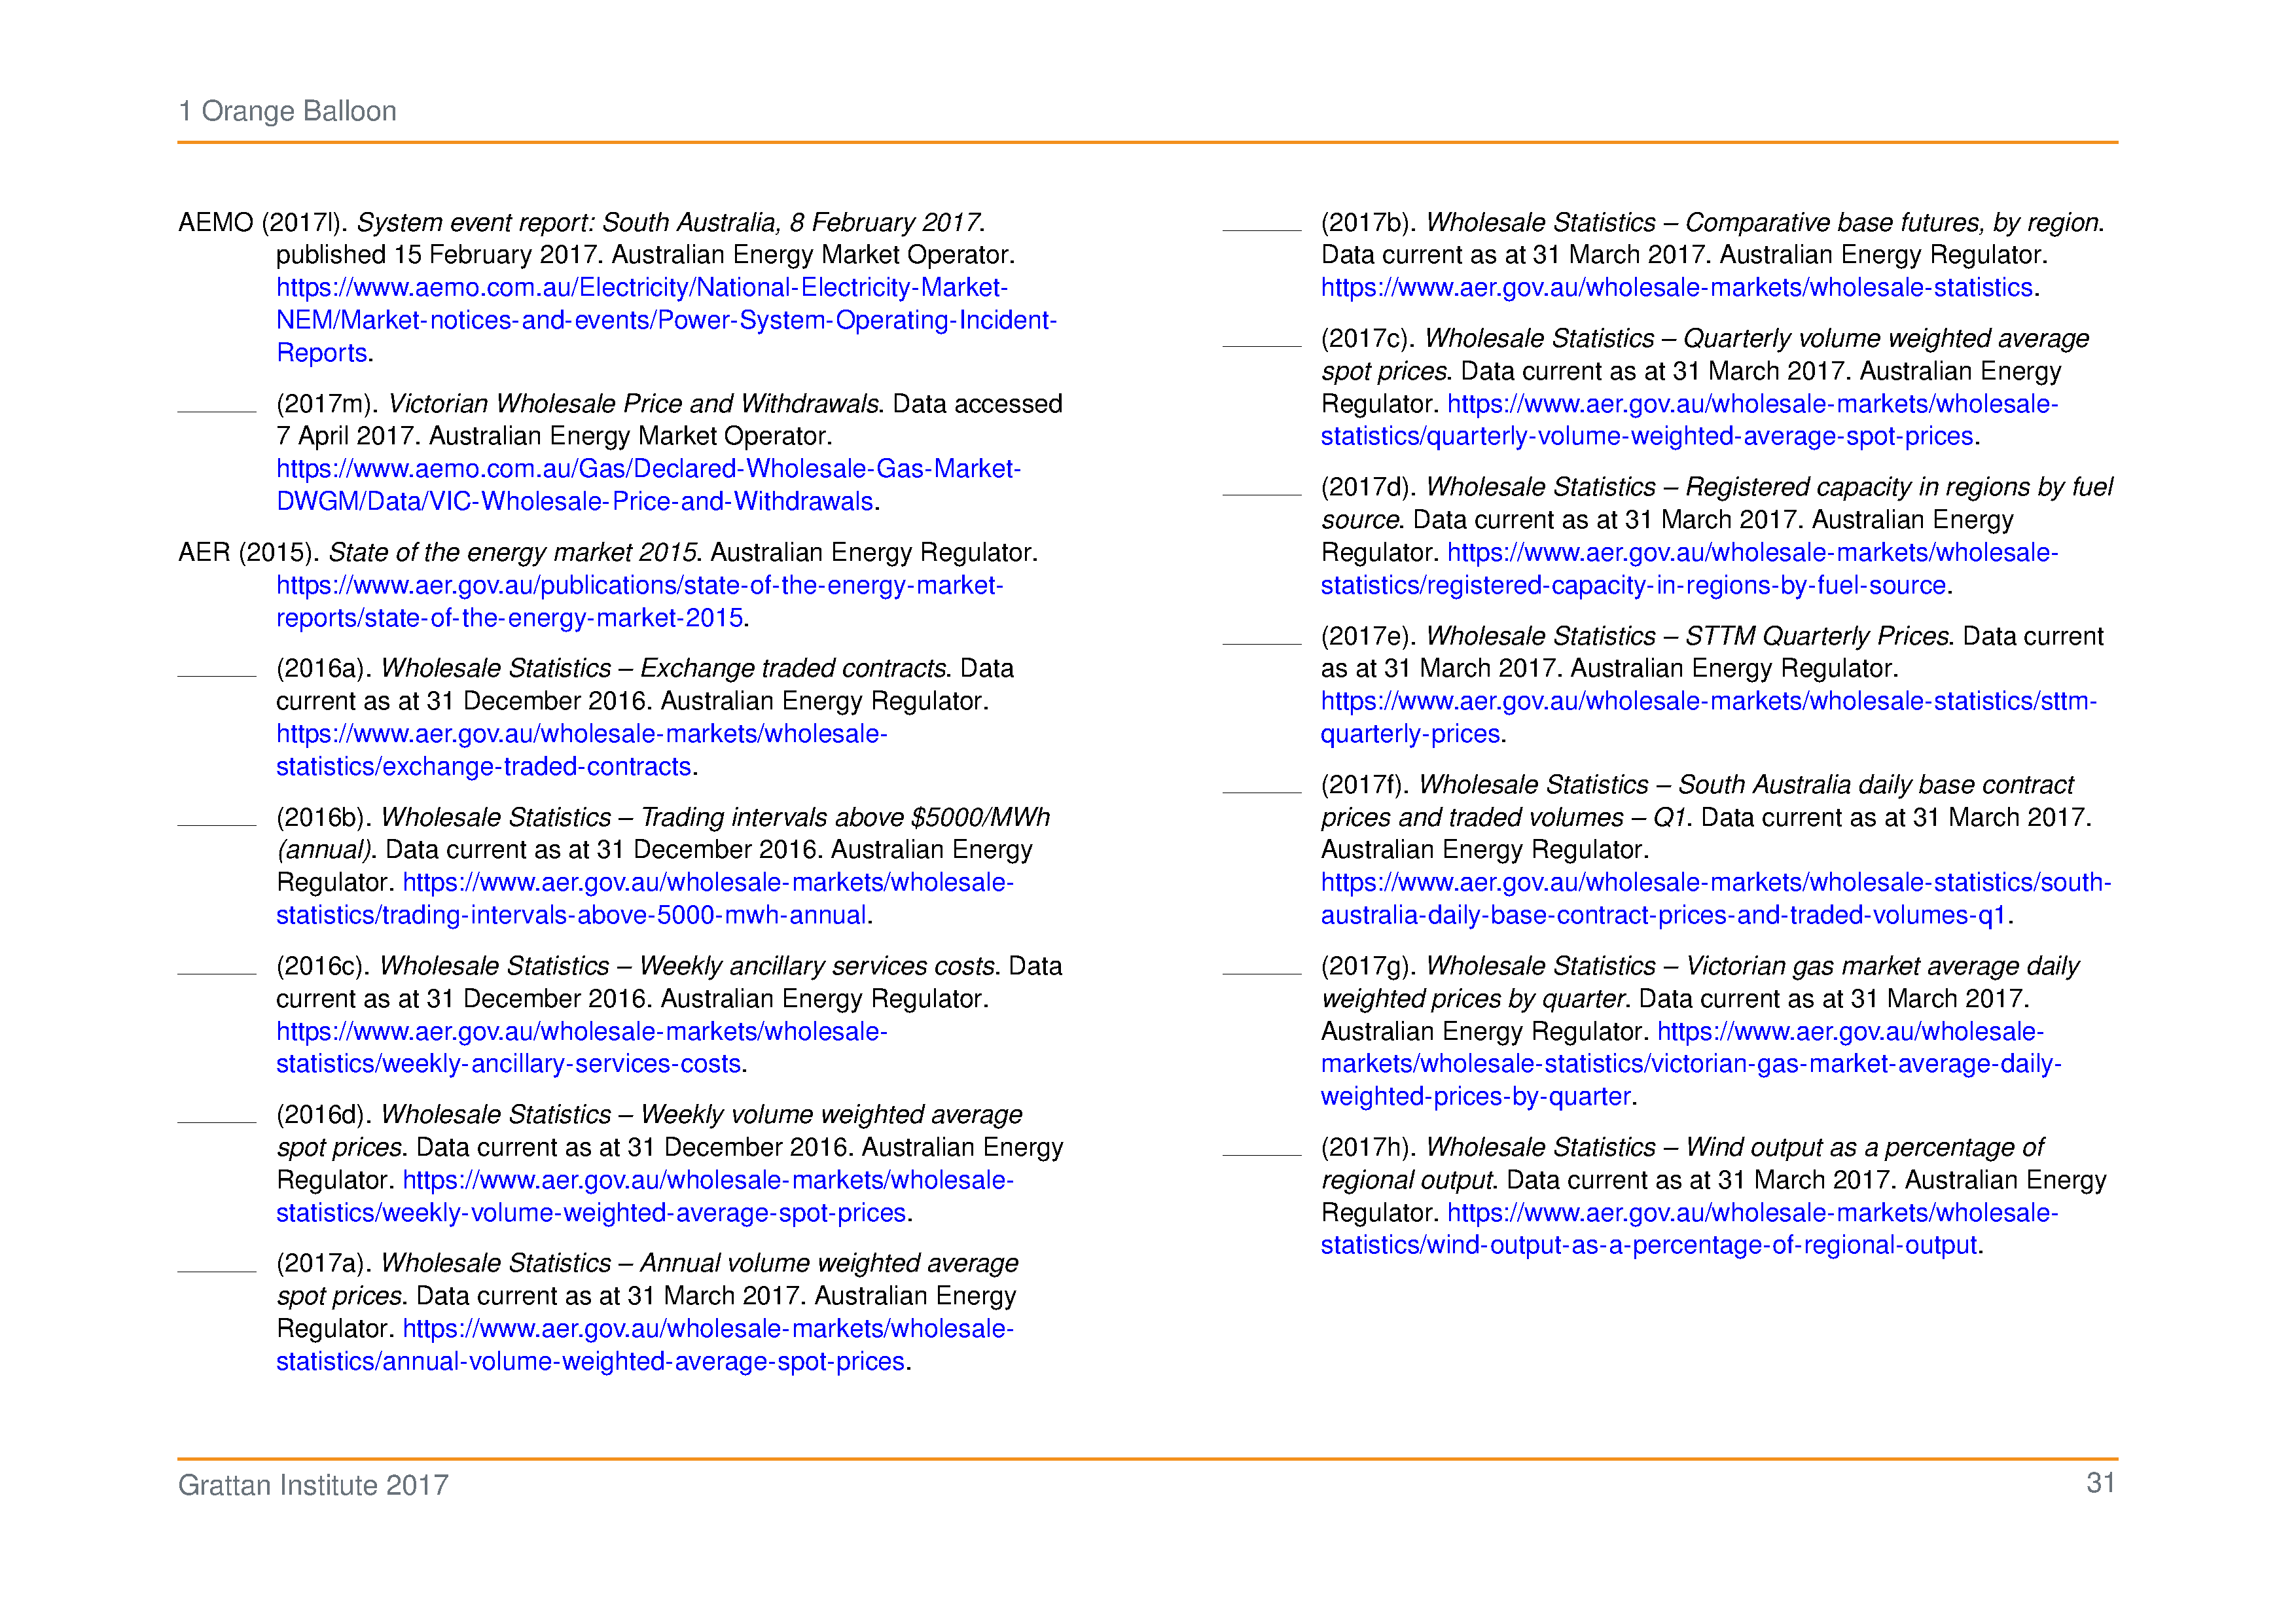 1 Orange Balloon
AEMO (2017l). System event report: South Australia, 8 February 2017.
published 15 February 2017. Australian Energy Market Operator.
https://www.aemo.com.au/Electricity/National-Electricity-Market-
NEM/Market-notices-and-events/Power-System-Operating-Incident-
Reports.
(2017m). Victorian Wholesale Price and Withdrawals. Data accessed
7 April 2017. Australian Energy Market Operator.
https://www.aemo.com.au/Gas/Declared-Wholesale-Gas-Market-
DWGM/Data/VIC-Wholesale-Price-and-Withdrawals.
AER (2015). State of the energy market 2015. Australian Energy Regulator.
https://www.aer.gov.au/publications/state-of-the-energy-market-
reports/state-of-the-energy-market-2015.
(2016a). Wholesale Statistics – Exchange traded contracts. Data
current as at 31 December 2016. Australian Energy Regulator.
https://www.aer.gov.au/wholesale-markets/wholesale-
statistics/exchange-traded-contracts.
(2016b). Wholesale Statistics – Trading intervals above $5000/MWh
(annual). Data current as at 31 December 2016. Australian Energy
Regulator. https://www.aer.gov.au/wholesale-markets/wholesale-
statistics/trading-intervals-above-5000-mwh-annual.
(2016c). Wholesale Statistics – Weekly ancillary services costs. Data
current as at 31 December 2016. Australian Energy Regulator.
https://www.aer.gov.au/wholesale-markets/wholesale-
statistics/weekly-ancillary-services-costs.
(2016d). Wholesale Statistics – Weekly volume weighted average
spot prices. Data current as at 31 December 2016. Australian Energy
Regulator. https://www.aer.gov.au/wholesale-markets/wholesale-
statistics/weekly-volume-weighted-average-spot-prices.
(2017a). Wholesale Statistics – Annual volume weighted average
spot prices. Data current as at 31 March 2017. Australian Energy
Regulator. https://www.aer.gov.au/wholesale-markets/wholesale-
statistics/annual-volume-weighted-average-spot-prices.
(2017b). Wholesale Statistics – Comparative base futures, by region.
Data current as at 31 March 2017. Australian Energy Regulator.
https://www.aer.gov.au/wholesale-markets/wholesale-statistics.
(2017c). Wholesale Statistics – Quarterly volume weighted average
spot prices. Data current as at 31 March 2017. Australian Energy
Regulator. https://www.aer.gov.au/wholesale-markets/wholesale-
statistics/quarterly-volume-weighted-average-spot-prices.
(2017d). Wholesale Statistics – Registered capacity in regions by fuel
source. Data current as at 31 March 2017. Australian Energy
Regulator. https://www.aer.gov.au/wholesale-markets/wholesale-
statistics/registered-capacity-in-regions-by-fuel-source.
(2017e). Wholesale Statistics – STTM Quarterly Prices. Data current
as at 31 March 2017. Australian Energy Regulator.
https://www.aer.gov.au/wholesale-markets/wholesale-statistics/sttm-
quarterly-prices.
(2017f). Wholesale Statistics – South Australia daily base contract
prices and traded volumes – Q1. Data current as at 31 March 2017.
Australian Energy Regulator.
https://www.aer.gov.au/wholesale-markets/wholesale-statistics/south-
australia-daily-base-contract-prices-and-traded-volumes-q1.
(2017g). Wholesale Statistics – Victorian gas market average daily
weighted prices by quarter. Data current as at 31 March 2017.
Australian Energy Regulator. https://www.aer.gov.au/wholesale-
markets/wholesale-statistics/victorian-gas-market-average-daily-
weighted-prices-by-quarter.
(2017h). Wholesale Statistics – Wind output as a percentage of
regional output. Data current as at 31 March 2017. Australian Energy
Regulator. https://www.aer.gov.au/wholesale-markets/wholesale-
statistics/wind-output-as-a-percentage-of-regional-output.
Grattan Institute 2017
31